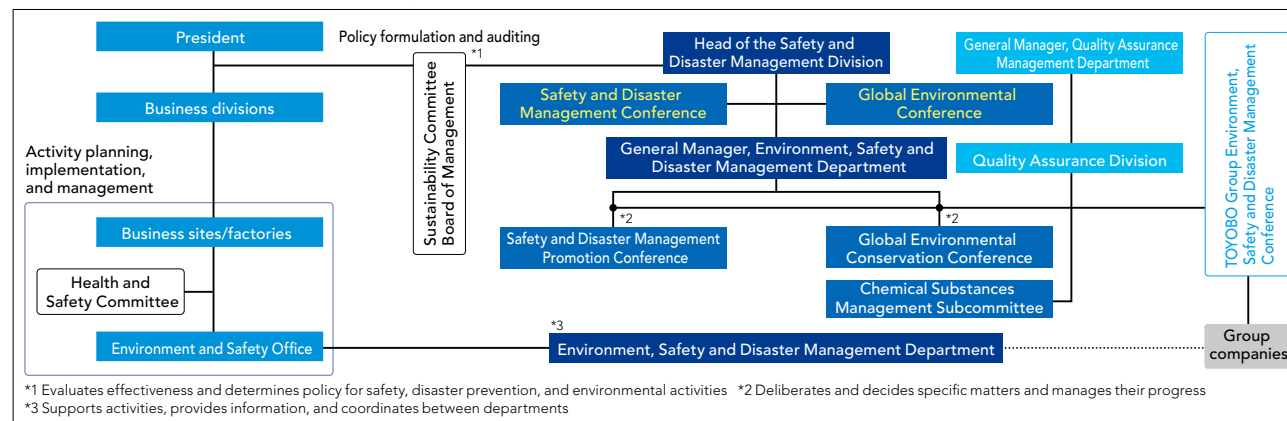 President
Policy formulation and auditing
*1
Sustainability Committee
Board of Management
Head of the Safety and
Disaster Management Division
General Manager, Quality Assurance
Management Department
TOYOBO Group Environment,
Safety and Disaster Management
Conference
Business divisions
Safety and Disaster
Management Conference
Global Environmental
Conference
Activity planning,
implementation,
and management
General Manager, Environment, Safety and
Disaster Management Department
Quality Assurance Division
Business sites/factories
*2
Safety and Disaster Management
Promotion Conference
*2
Global Environmental
Conservation Conference
Health and
Safety Committee
Chemical Substances
Management Subcommittee
Environment and Safety Office
*3
Environment, Safety and Disaster Management Department
Group
companies
*1 Evaluates effectiveness and determines policy for safety, disaster prevention, and environmental activities *2 Deliberates and decides specific matters and manages their progress
*3 Supports activities, provides information, and coordinates between departments